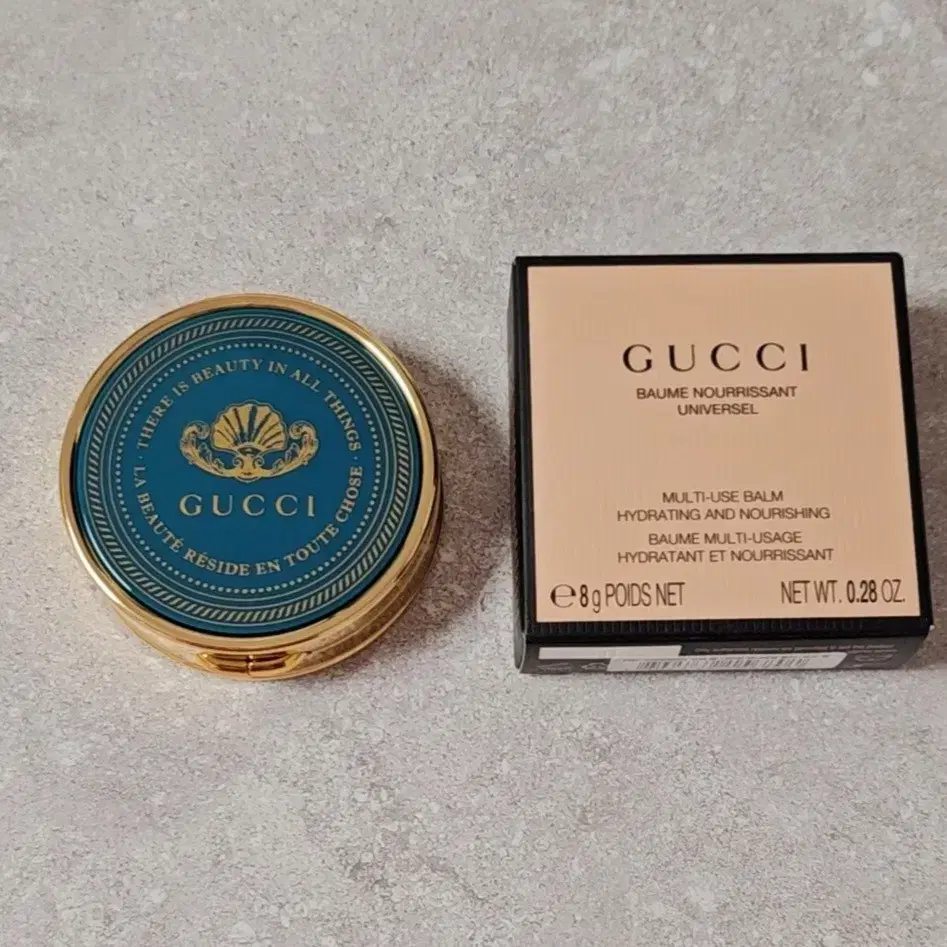 · THERE IS BEAUTY IN ALL THINGS ·
GUCCI
LA BEAUTÉ RÉSIDE EN TOUTE CHOSE
GUCCI
BAUME NOURRISSANT
UNIVERSEL
MULTI-USE BALM
HYDRATING AND NOURISHING
BAUME MULTI-USAGE
HYDRATANT ET NOURRISSANT
℮ 8 g POIDS NET
NET WT. 0.28 OZ.